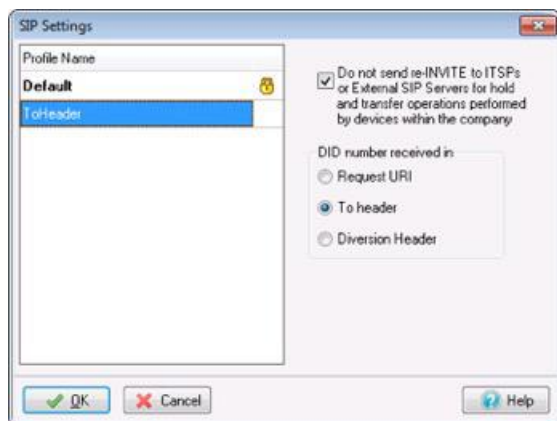 SIP Settings
Profile Name
Default
ToHeader
Do not send re-INVITE to ITSPs
or External SIP Servers for hold
and transfer operations performed
by devices within the company
DID number received in
Request URI
To header
Diversion Header
OK
Cancel
Help